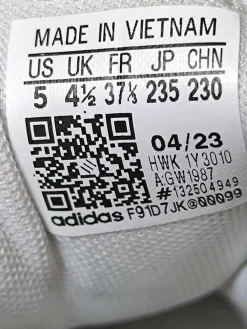 MADE IN VIETNAM
US UK FR JP CHN
5 4½ 37⅓ 235 230
04/23
HWK 1Y3010
A:GW1987
#132504949
adidas F91D7JK@00099